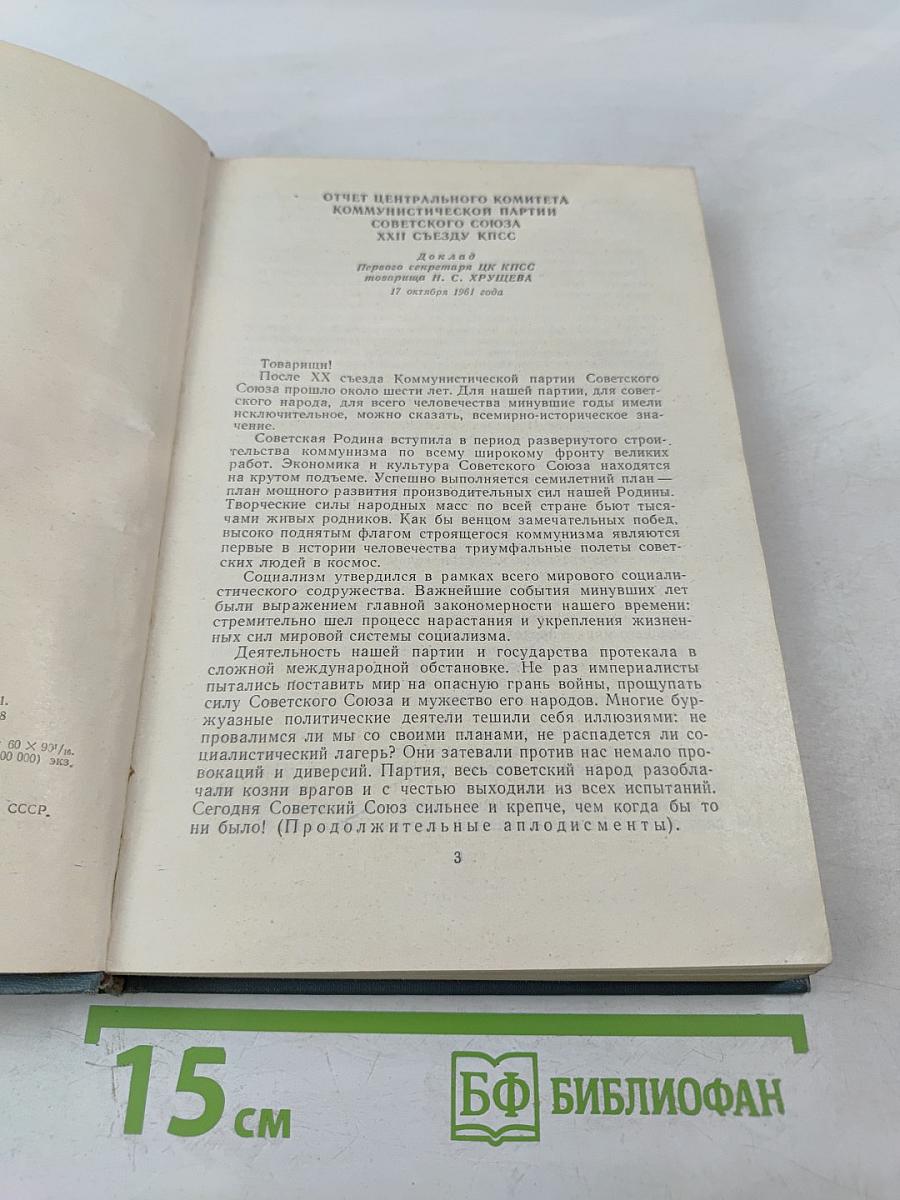 ОТЧЕТ ЦЕНТРАЛЬНОГО КОМИТЕТА
КОММУНИСТИЧЕСКОЙ ПАРТИИ
СОВЕТСКОГО СОЮЗА
XXII СЪЕЗДУ КПСС
Доклад
Первого секретаря ЦК КПСС
товарища Н. С. ХРУЩЕВА
17 октября 1961 года
Товарищи!
После XX съезда Коммунистической партии Советского
Союза прошло около шести лет. Для нашей партии, для совет-
ского народа, для всего человечества минувшие годы имели
исключительное, можно сказать, всемирно-историческое зна-
чение.
Советская Родина вступила в период развернутого строи-
тельства коммунизма по всему широкому фронту великих
работ. Экономика и культура Советского Союза находятся
на крутом подъеме. Успешно выполняется семилетний план —
план мощного развития производительных сил нашей Родины.
Творческие силы народных масс по всей стране бьют тыся-
чами живых родников. Как бы венцом замечательных побед,
высоко поднятым флагом строящегося коммунизма являются
первые в истории человечества триумфальные полеты совет-
ских людей в космос.
Социализм утвердился в рамках всего мирового социали-
стического содружества. Важнейшие события минувших лет
были выражением главной закономерности нашего времени:
стремительно шел процесс нарастания и укрепления жизнен-
ных сил мировой системы социализма.
Деятельность нашей партии и государства протекала в
сложной международной обстановке. Не раз империалисты
пытались поставить мир на опасную грань войны, прощупать
силу Советского Союза и мужество его народов. Многие бур-
жуазные политические деятели тешили себя иллюзиями: не
провалимся ли мы со своими планами, не распадется ли со-
циалистический лагерь? Они затевали против нас немало про-
вокаций и диверсий. Партия, весь советский народ разобла-
чали козни врагов и с честью выходили из всех испытаний.
Сегодня Советский Союз сильнее и крепче, чем когда бы то
ни было! (Продолжительные аплодисменты).
3
1.
8
60 × 90 1/16.
00 000) экз.
СССР.
15 см
БФ БИБЛИОФАН